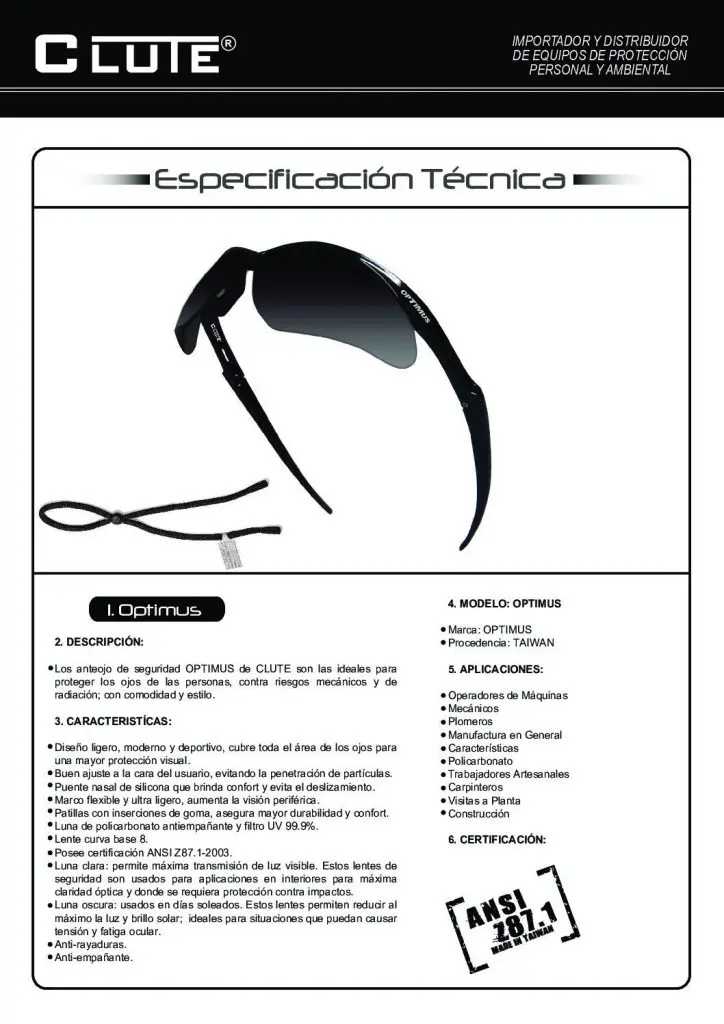 CLUTE®
IMPORTADOR Y DISTRIBUIDOR
DE EQUIPOS DE PROTECCIÓN
PERSONAL Y AMBIENTAL
Especificación Técnica
OPTIMUS
CLUTE
1. Optimus
2. DESCRIPCIÓN:
●Los anteojo de seguridad OPTIMUS de CLUTE son las ideales para
proteger los ojos de las personas, contra riesgos mecánicos y de
radiación; con comodidad y estilo.
3. CARACTERISTÍCAS:
●Diseño ligero, moderno y deportivo, cubre toda el área de los ojos para
una mayor protección visual.
●Buen ajuste a la cara del usuario, evitando la penetración de partículas.
●Puente nasal de silicona que brinda confort y evita el deslizamiento.
●Marco flexible y ultra ligero, aumenta la visión periférica.
●Patillas con inserciones de goma, asegura mayor durabilidad y confort.
●Luna de policarbonato antiempañante y filtro UV 99.9%.
●Lente curva base 8.
●Posee certificación ANSI Z87.1-2003.
●Luna clara: permite máxima transmisión de luz visible. Estos lentes de
seguridad son usados para aplicaciones en interiores para máxima
claridad óptica y donde se requiera protección contra impactos.
●Luna oscura: usados en días soleados. Estos lentes permiten reducir al
máximo la luz y brillo solar; ideales para situaciones que puedan causar
tensión y fatiga ocular.
●Anti-rayaduras.
●Anti-empañante.
4. MODELO: OPTIMUS
●Marca: OPTIMUS
●Procedencia: TAIWAN
5. APLICACIONES:
●Operadores de Máquinas
●Mecánicos
●Plomeros
●Manufactura en General
●Características
●Policarbonato
●Trabajadores Artesanales
●Carpinteros
●Visitas a Planta
●Construcción
6. CERTIFICACIÓN:
ANSI
Z87.1
MADE IN TAIWAN